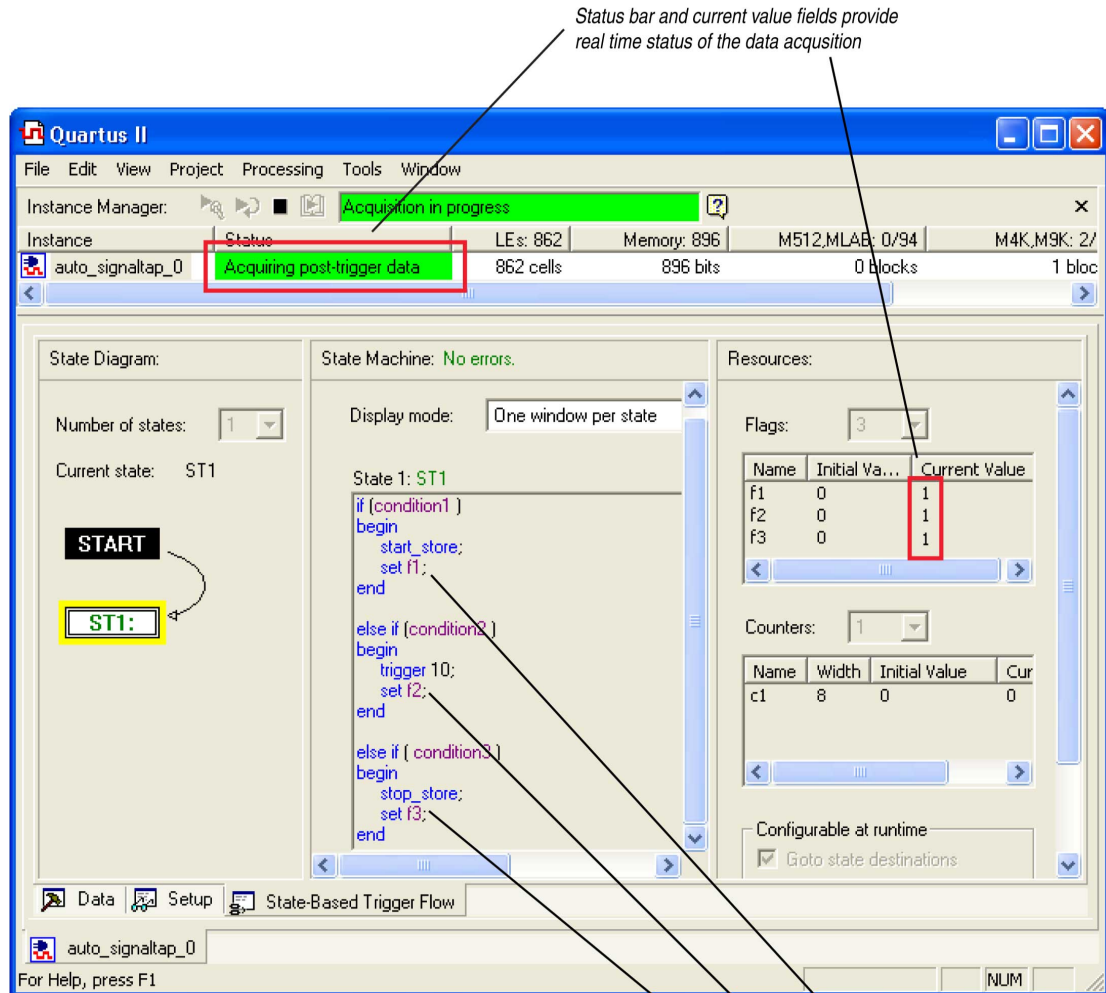 Status bar and current value fields provide
real time status of the data acqusition
Quartus II
File Edit View Project Processing Tools Window
Instance Manager: Acquisition in progress
Instance Status LEs: 862 Memory: 896 M512,MLAB: 0/94 M4K,M9K: 2/
auto_signaltap_0 Acquiring post-trigger data 862 cells 896 bits 0 blocks 1 bloc
State Diagram:
Number of states: 1
Current state: ST1
START
ST1:
State Machine: No errors.
Display mode: One window per state
State 1: ST1
if (condition1 )
begin
start_store;
set f1;
end
else if (condition2 )
begin
trigger 10;
set f2;
end
else if ( condition3 )
begin
stop_store;
set f3;
end
Resources:
Flags: 3
Name Initial Va... Current Value
f1 0 1
f2 0 1
f3 0 1
Counters: 1
Name Width Initial Value Cur
c1 8 0 0
Configurable at runtime
Goto state destinations
Data Setup State-Based Trigger Flow
auto_signaltap_0
For Help, press F1 NUM